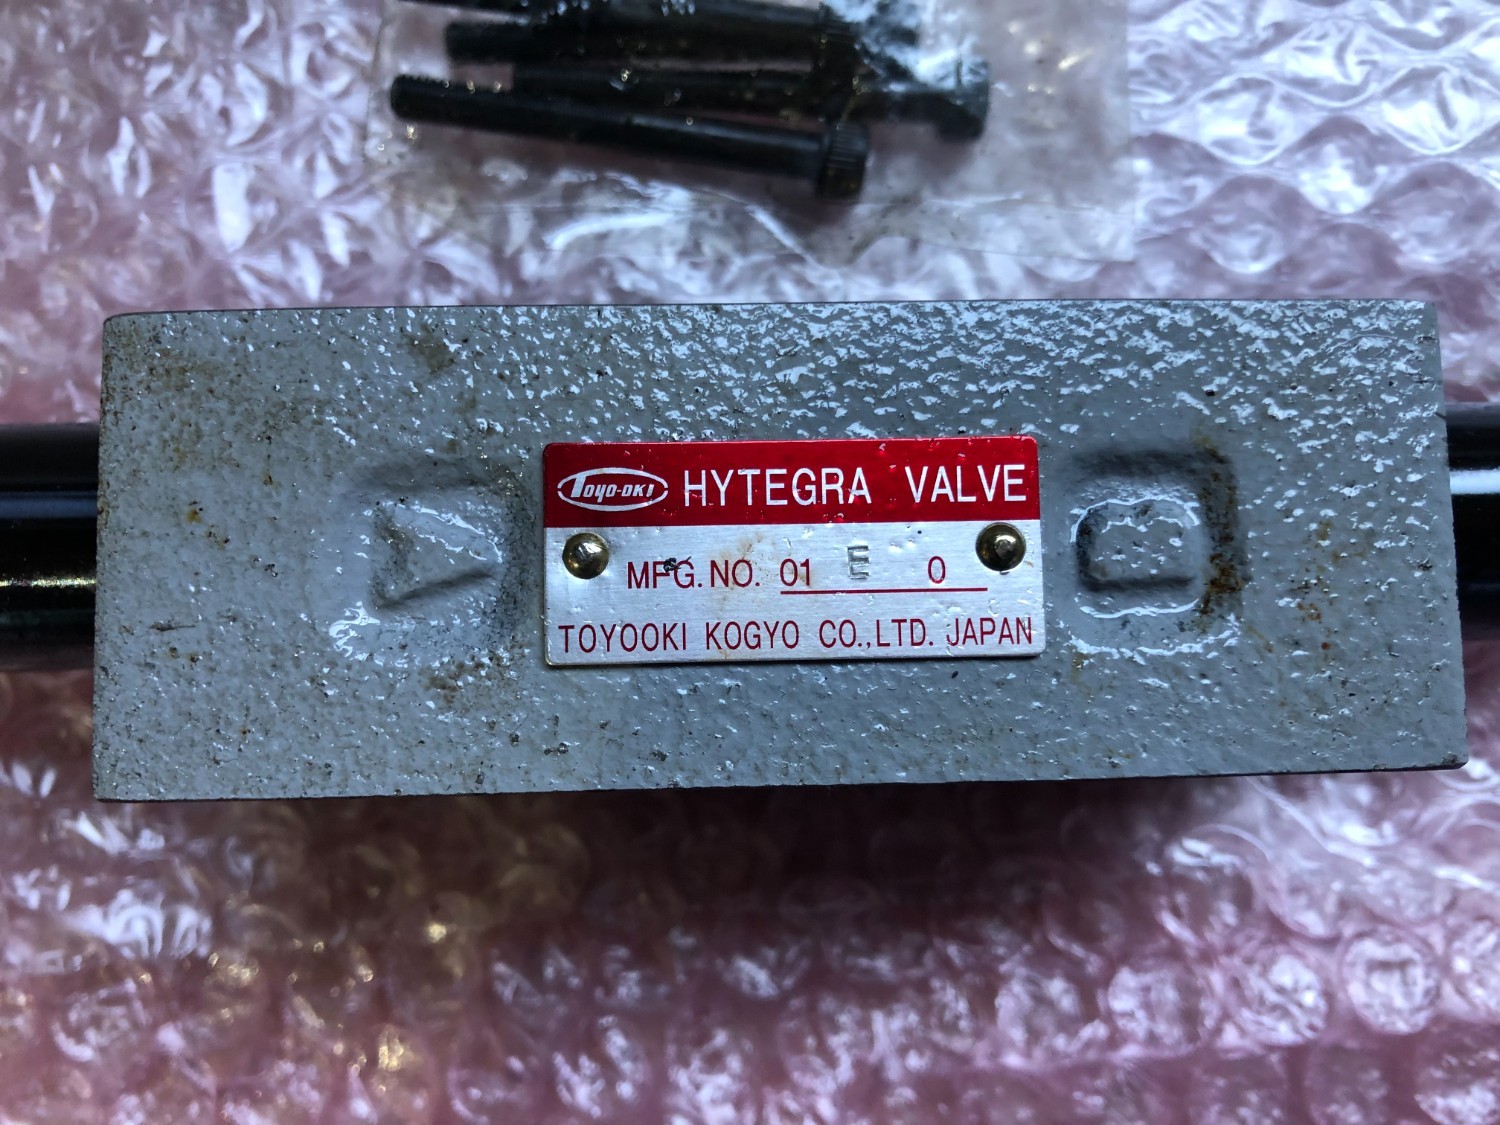 TOYO-OKI HYTEGRA VALVE
MFG. NO. 01 E 0
TOYOOKI KOGYO CO.,LTD. JAPAN